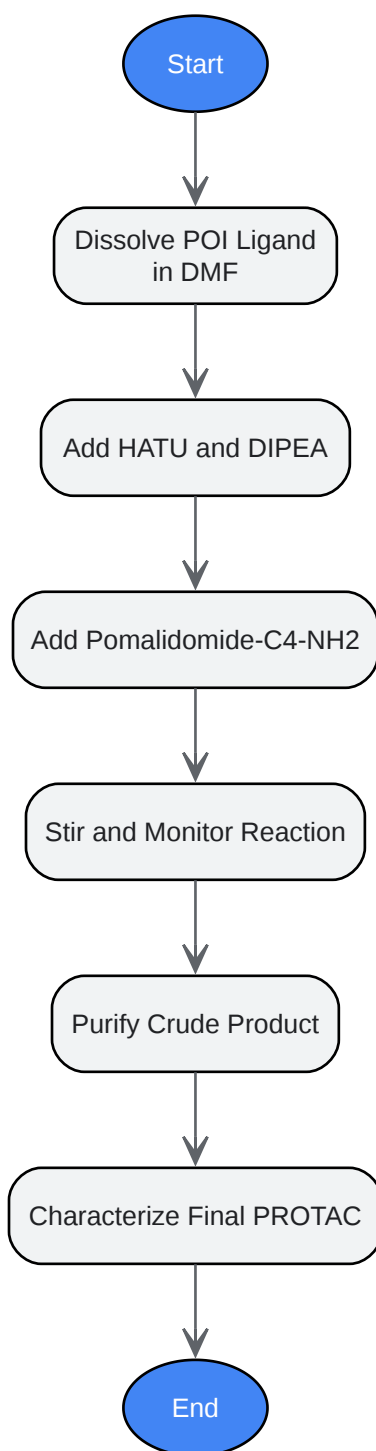 Start
Dissolve POI Ligand
in DMF
Add HATU and DIPEA
Add Pomalidomide-C4-NH2
Stir and Monitor Reaction
Purify Crude Product
Characterize Final PROTAC
End